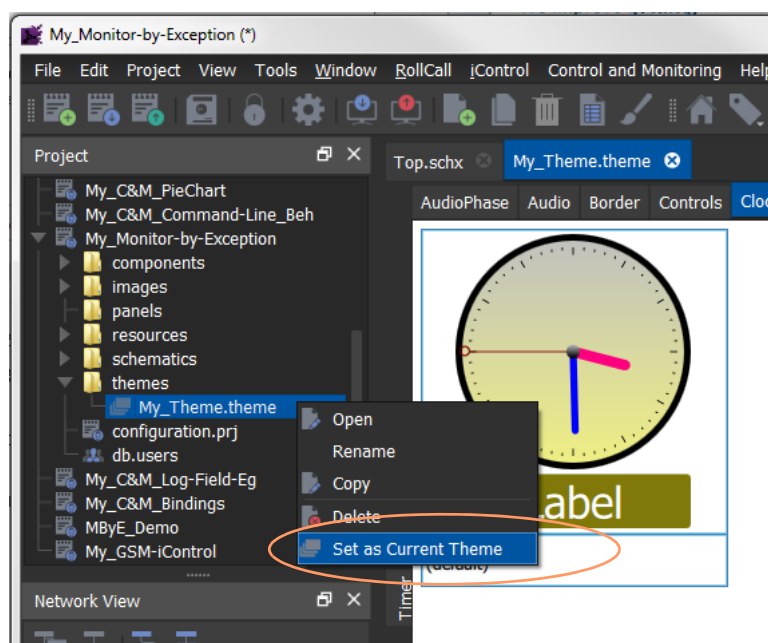 My_Monitor-by-Exception (*)
File Edit Project View Tools Window RollCall iControl Control and Monitoring Help
Project
Top.schx My_Theme.theme
AudioPhase Audio Border Controls
My_C&M_PieChart
My_C&M_Command-Line_Beh
My_Monitor-by-Exception
components
images
panels
resources
schematics
themes
My_Theme.theme
configuration.prj
db.users
My_C&M_Log-Field-Eg
My_C&M_Bindings
MByE_Demo
My_GSM-iControl
Open
Rename
Copy
Delete
Set as Current Theme
Label
(default)
Timer
Network View